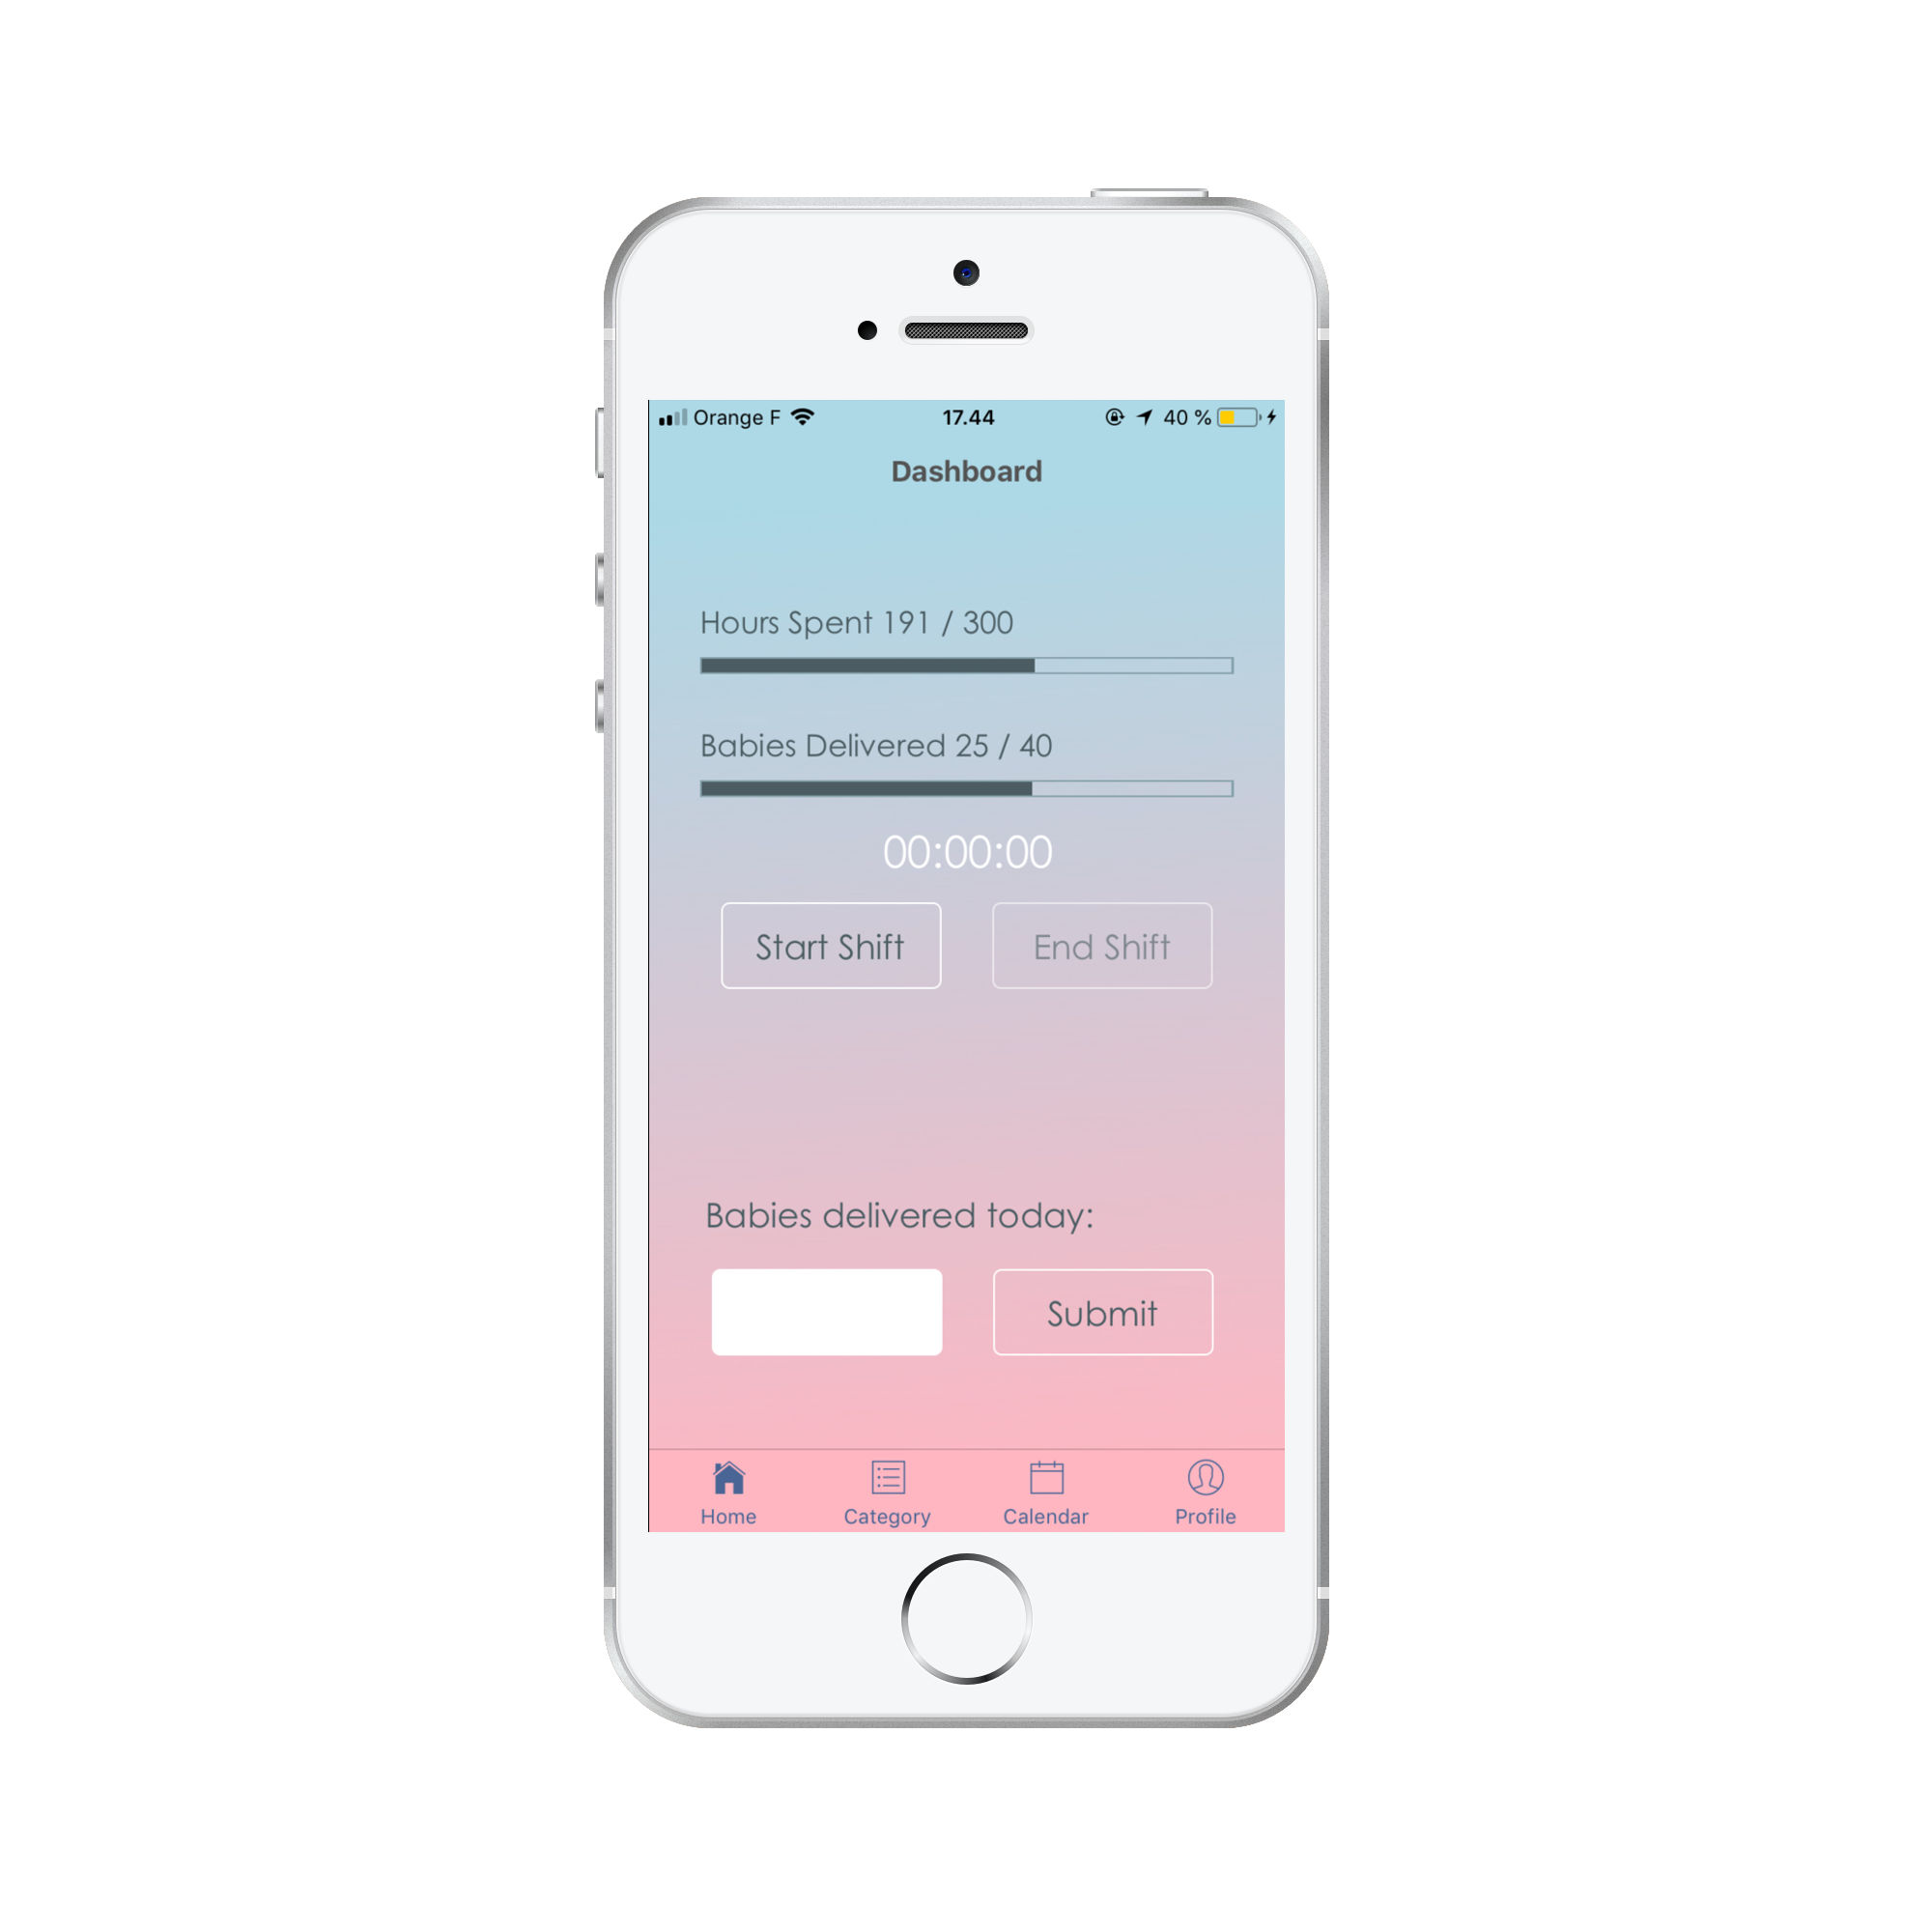 Orange F 17.44 40 %
Dashboard
Hours Spent 191 / 300
Babies Delivered 25 / 40
00:00:00
Start Shift End Shift
Babies delivered today:
Submit
Home Category Calendar Profile